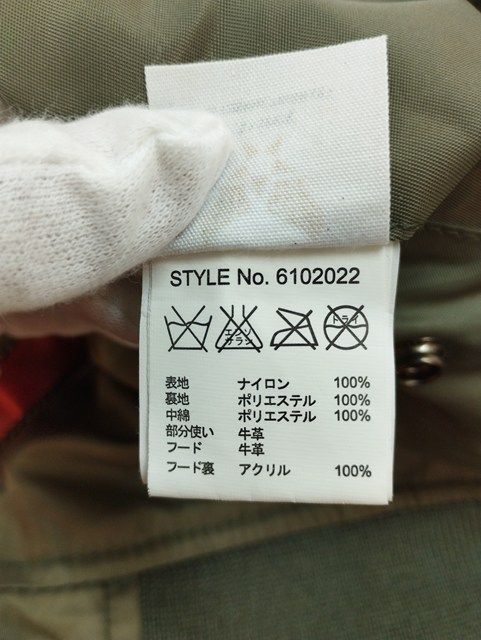 STYLE No. 6102022
エンソ
サラシ
ドライ
表地 ナイロン 100%
裏地 ポリエステル 100%
中綿 ポリエステル 100%
部分使い 牛革
フード 牛革
フード裏 アクリル 100%